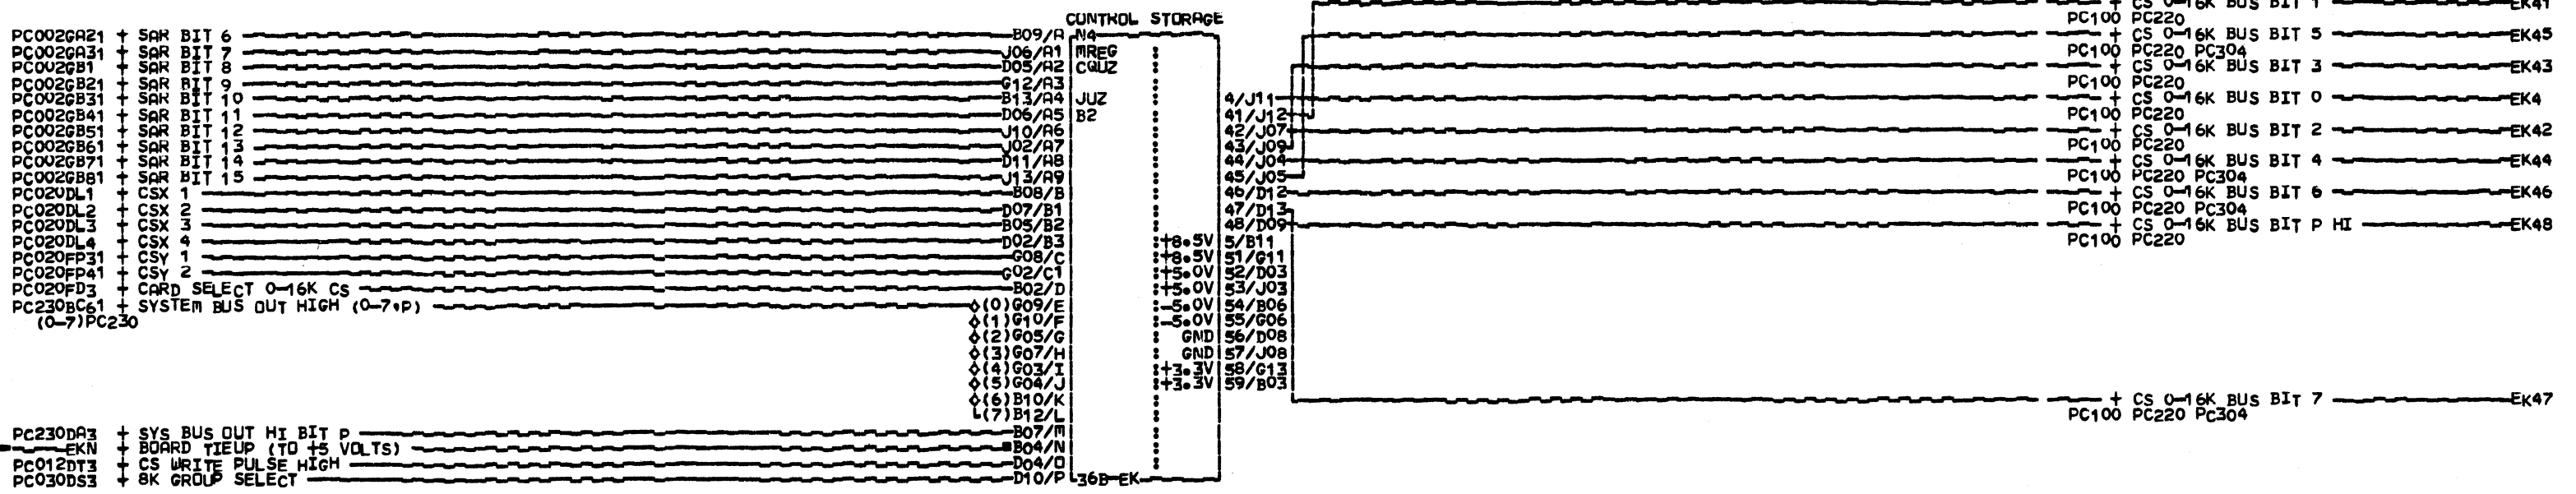 CS 0-16K BUS BIT 1 EK41
CONTROL STORAGE
PC100 PC220
PC002GA21 + SAR BIT 6 B09/A N4 + CS 0-16K BUS BIT 5 EK45
PC002GA31 + SAR BIT 7 J06/A1 MREG PC100 PC220 PC304
PC002GB1 + SAR BIT 8 D05/A2 CQUZ + CS 0-16K BUS BIT 3 EK43
PC002GB21 + SAR BIT 9 G12/A3 PC100 PC220
PC002GB31 + SAR BIT 10 B13/A4 JUZ 4/J11 + CS 0-16K BUS BIT 0 EK4
PC002GB41 + SAR BIT 11 D06/A5 B2 41/J12 PC100 PC220
PC002GB51 + SAR BIT 12 J10/A6 42/J07 + CS 0-16K BUS BIT 2 EK42
PC002GB61 + SAR BIT 13 J02/A7 43/J09 PC100 PC220
PC002GB71 + SAR BIT 14 D11/A8 44/J04 + CS 0-16K BUS BIT 4 EK44
PC002GB81 + SAR BIT 15 J13/A9 45/J05 PC100 PC220 PC304
PC020DL1 + CSX 1 B08/B 46/D12 + CS 0-16K BUS BIT 6 EK46
PC020DL2 + CSX 2 D07/B1 47/D13 PC100 PC220 PC304
PC020DL3 + CSX 3 B05/B2 48/D09 + CS 0-16K BUS BIT P HI EK48
PC020DL4 + CSX 4 D02/B3 :+8.5V 5/B11 PC100 PC220
PC020FP31 + CSY 1 G08/C :+8.5V 51/G11
PC020FP41 + CSY 2 G02/C1 :+5.0V 52/D03
PC020FD3 + CARD SELECT 0-16K CS B02/D :+5.0V 53/J03
PC230BC61 + SYSTEM BUS OUT HIGH (0-7,P) ◇(0)G09/E :-5.0V 54/B06
(0-7)PC230 ◇(1)G10/F :-5.0V 55/G06
◇(2)G05/G : GND 56/D08
◇(3)G07/H : GND 57/J08
◇(4)G03/I :+3.3V 58/G13
◇(5)G04/J :+3.3V 59/B03
◇(6)B10/K + CS 0-16K BUS BIT 7 EK47
(7)B12/L PC100 PC220 PC304
PC230DA3 + SYS BUS OUT HI BIT P B07/M
EKN + BOARD TIEUP (TO +5 VOLTS) B04/N
PC012DT3 + CS WRITE PULSE HIGH D04/O
PC030DS3 + 8K GROUP SELECT D10/P 36B-EK